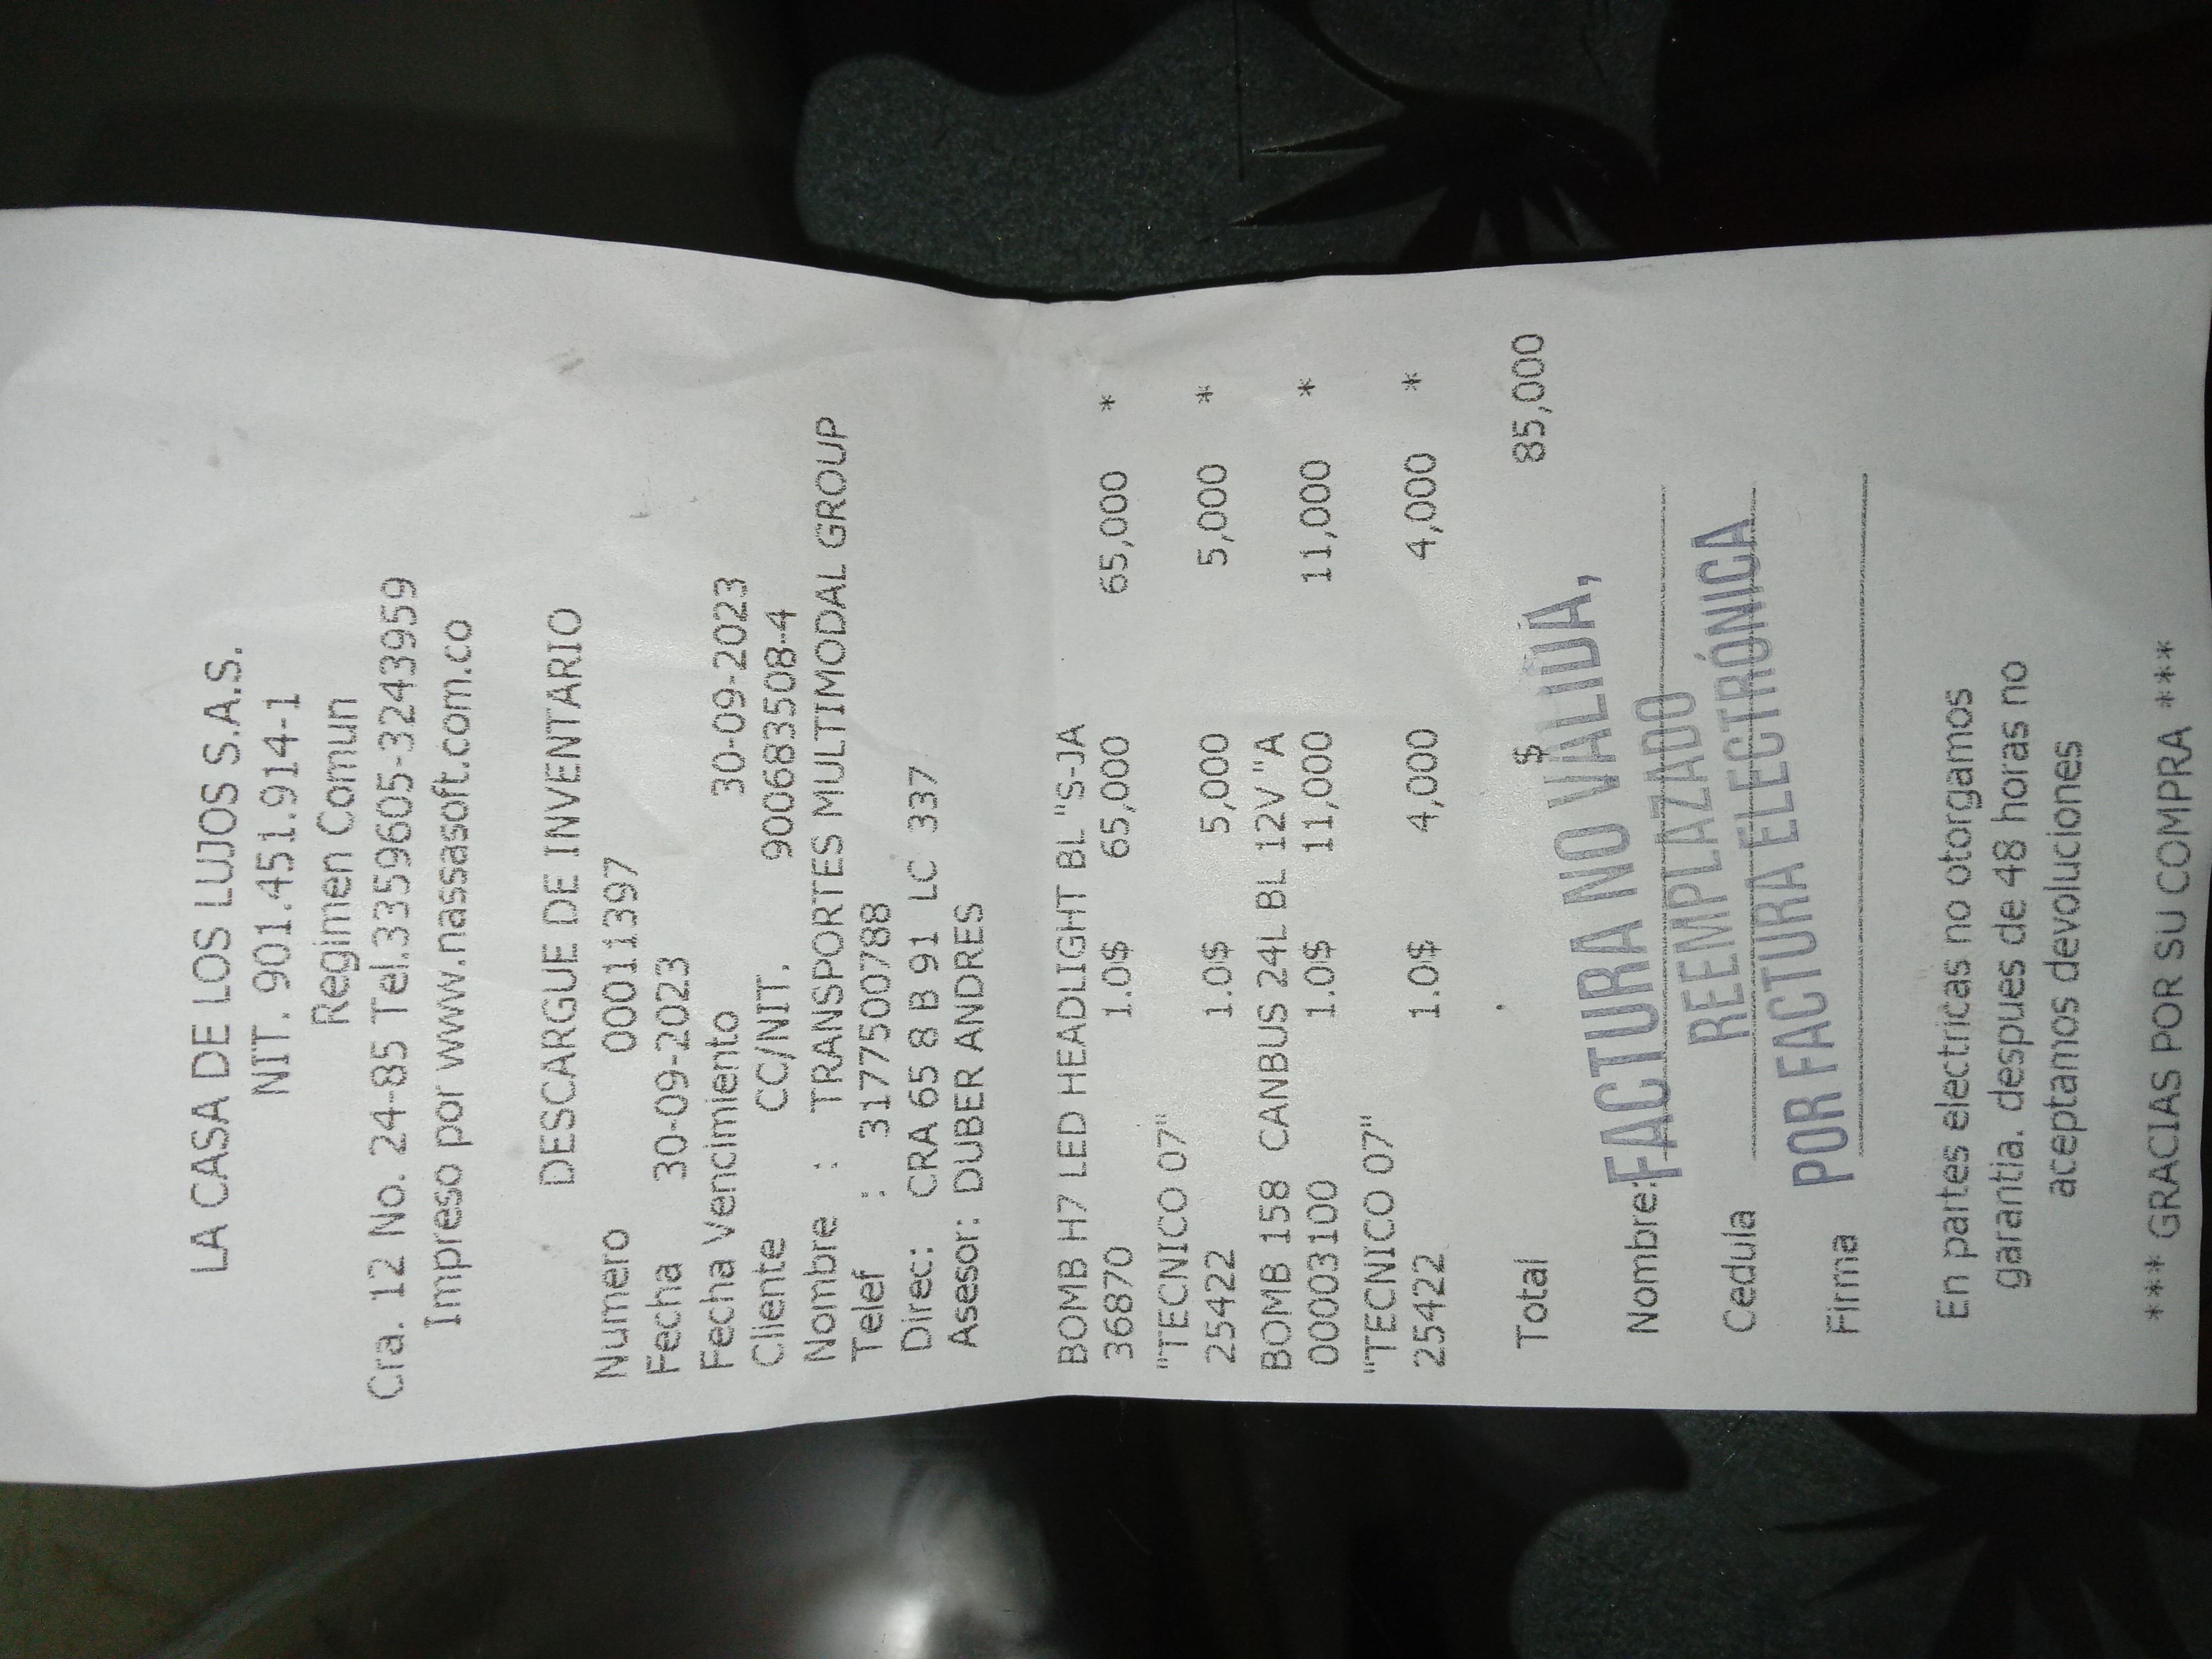 LA CASA DE LOS LUJOS S.A.S.
NIT. 901.451.914-1
Regimen Comun
Cra. 12 No. 24-85 Tel.3359605-3243959
Impreso por www.nassasoft.com.co
DESCARGUE DE INVENTARIO
Numero 00011397
Fecha 30-09-2023
Fecha Vencimiento 30-09-2023
Cliente CC/NIT. 900683508-4
Nombre : TRANSPORTES MULTIMODAL GROUP
Telef : 3177500788
Direc: CRA 65 8 B 91 LC 337
Asesor: DUBER ANDRES
BOMB H7 LED HEADLIGHT BL "S-JA
36870 1.0$ 65,000 65,000 *
"TECNICO 07"
25422 1.0$ 5,000 5,000 *
BOMB 158 CANBUS 24L BL 12V "A
00003100 1.0$ 11,000 11,000 *
"TECNICO 07"
25422 1.0$ 4,000 4,000 *
Total $ 85,000
FACTURA NO VALIDA,
Nombre:
REEMPLAZADO
Cedula
POR FACTURA ELECTRÓNICA
Firma
En partes electricas no otorgamos
garantia. despues de 48 horas no
aceptamos devoluciones
*** GRACIAS POR SU COMPRA ***